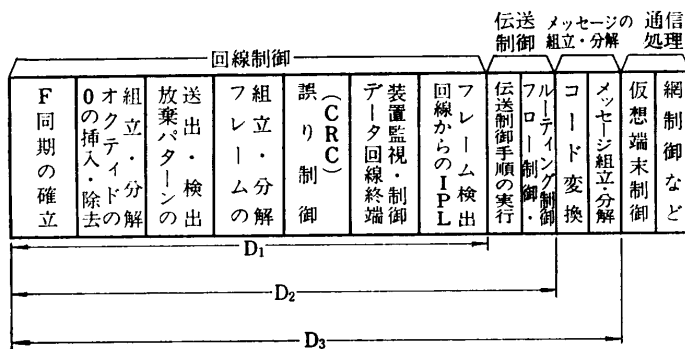 伝送
制御
メッセージの
組立・分解
通信
処理
回線制御
F同期の確立
0の挿入・除去
オクティドの
組立・分解
放棄パターンの
送出・検出
フレームの
組立・分解
誤り制御
(CRC)
データ回線終端
装置監視・制御
回線からのIPL
フレーム検出
伝送制御手順の実行
フロー制御・
ルーティング制御
コード変換
メッセージ組立・分解
仮想端末制御
網制御など
D₁
D₂
D₃